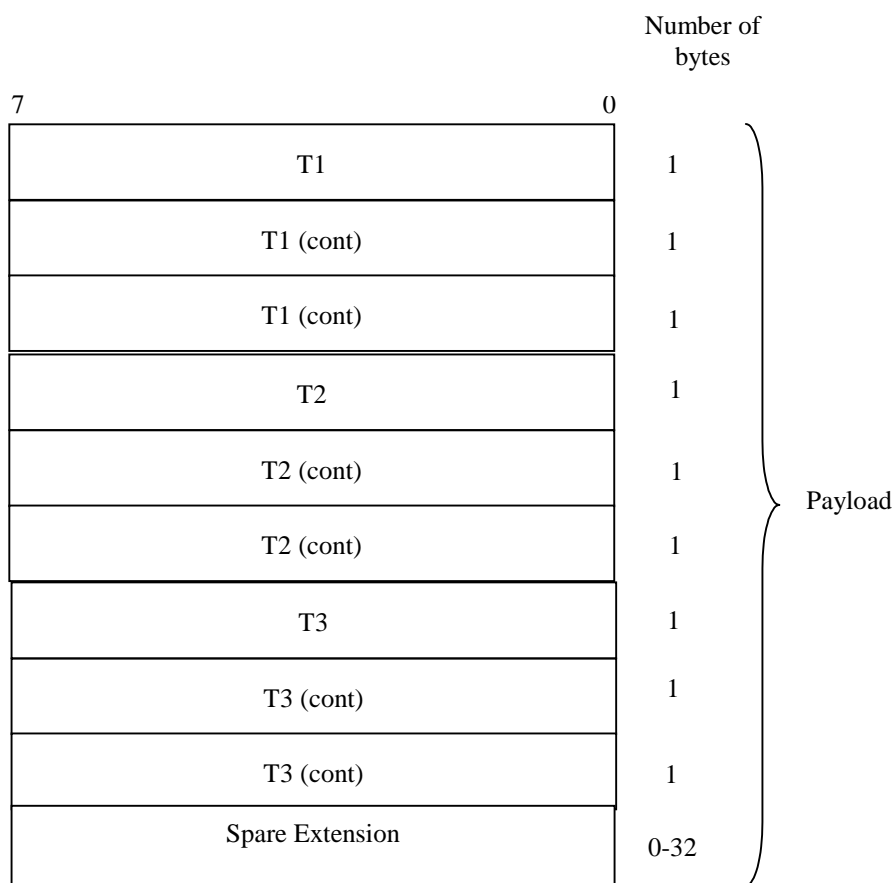 Number of
bytes
7 0
T1 1
T1 (cont) 1
T1 (cont) 1
T2 1
T2 (cont) 1
T2 (cont) 1
Payload
T3 1
T3 (cont) 1
T3 (cont) 1
Spare Extension
0-32